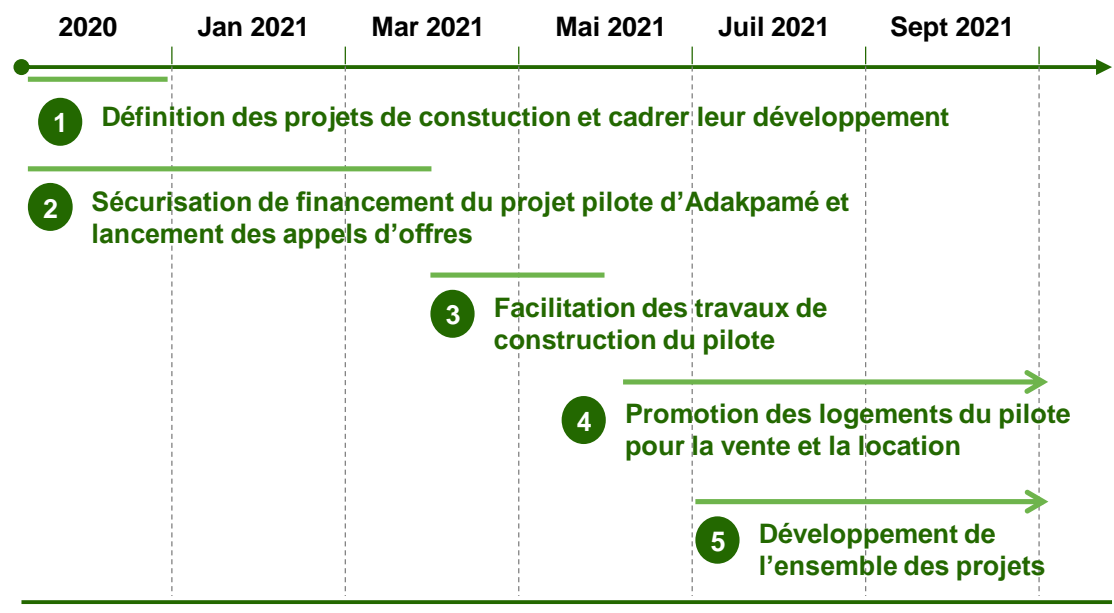 2020 Jan 2021 Mar 2021 Mai 2021 Juil 2021 Sept 2021
1 Définition des projets de constuction et cadrer leur développement
2 Sécurisation de financement du projet pilote d’Adakpamé et
lancement des appels d’offres
3 Facilitation des travaux de
construction du pilote
4 Promotion des logements du pilote
pour la vente et la location
5 Développement de
l’ensemble des projets